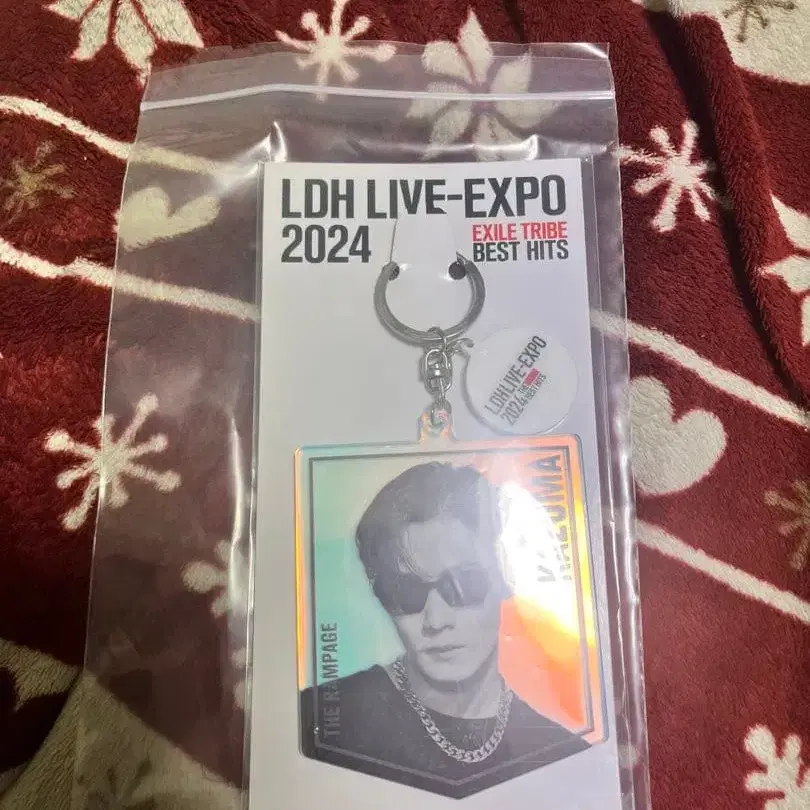 LDH LIVE-EXPO
2024
EXILE TRIBE
BEST HITS
LDH LIVE-EXPO
2024
BEST HITS
KAZUMA
THE RAMPAGE